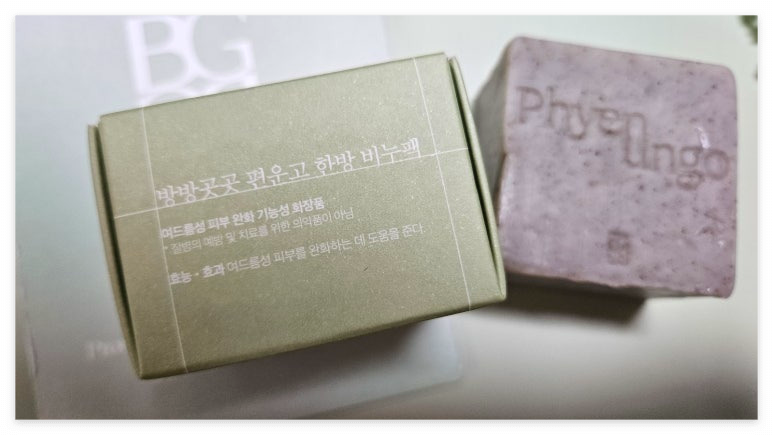 BG
방방곳곳 편운고 한방 비누팩
여드름성 피부 완화 기능성 화장품
* 질병의 예방 및 치료를 위한 의약품이 아님
효능 · 효과 여드름성 피부를 완화하는 데 도움을 준다.
Phyeungo